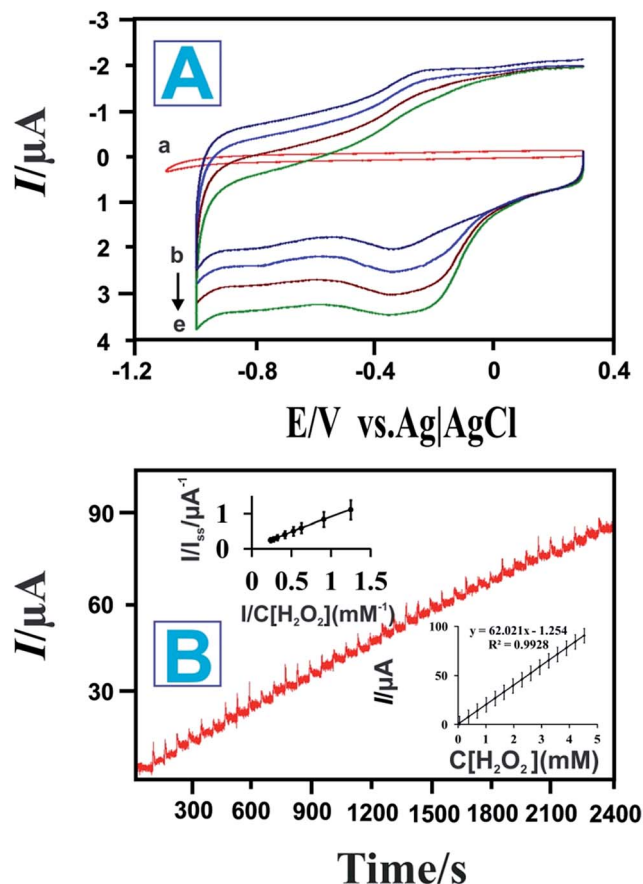 A
-3
-2
-1
0
1
2
3
4
I/μA
a
b
e
-1.2
-0.8
-0.4
0
0.4
E/V vs.Ag|AgCl
B
90
60
30
I/μA
1
0
I/Iss/μA⁻¹
0
0.5
1
1.5
I/C[H₂O₂](mM⁻¹)
y = 62.021x - 1.254
R² = 0.9928
100
50
0
I/μA
0
1
2
3
4
5
C[H₂O₂](mM)
300
600
900
1200
1500
1800
2100
2400
Time/s